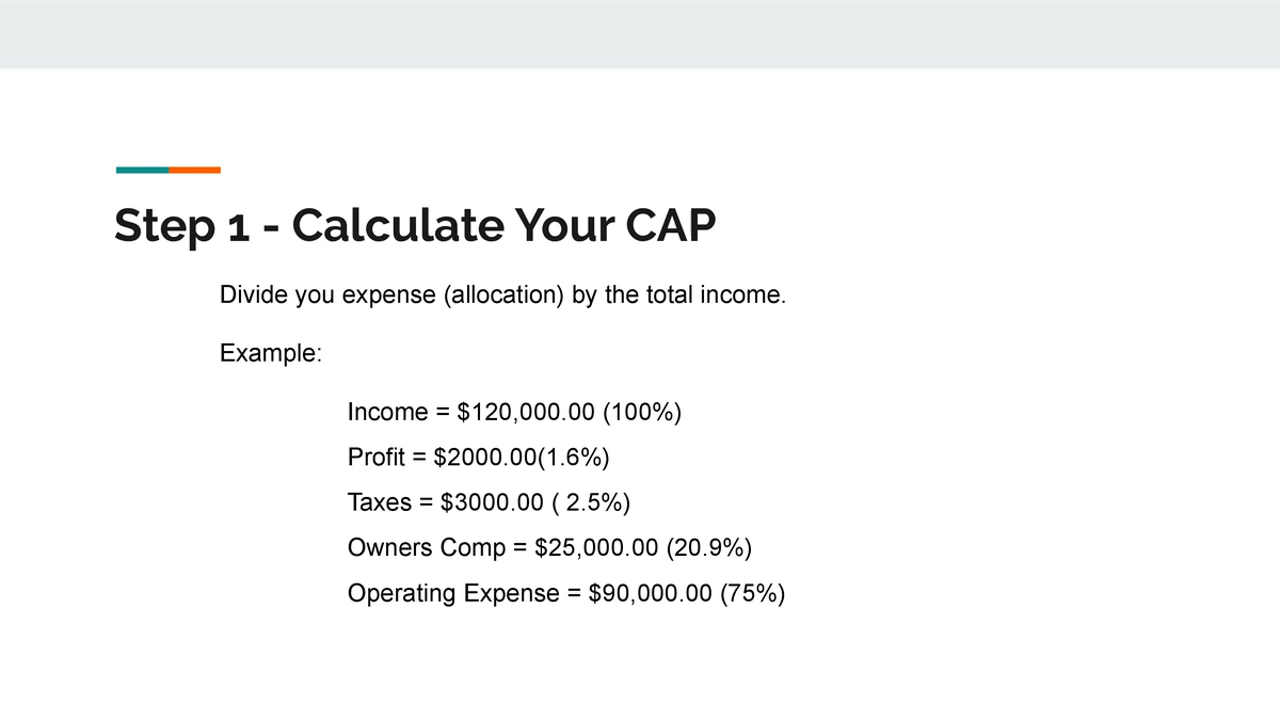 Step 1 - Calculate Your CAP
Divide you expense (allocation) by the total income.
Example:
Income = $120,000.00 (100%)
Profit = $2000.00(1.6%)
Taxes = $3000.00 ( 2.5%)
Owners Comp = $25,000.00 (20.9%)
Operating Expense = $90,000.00 (75%)